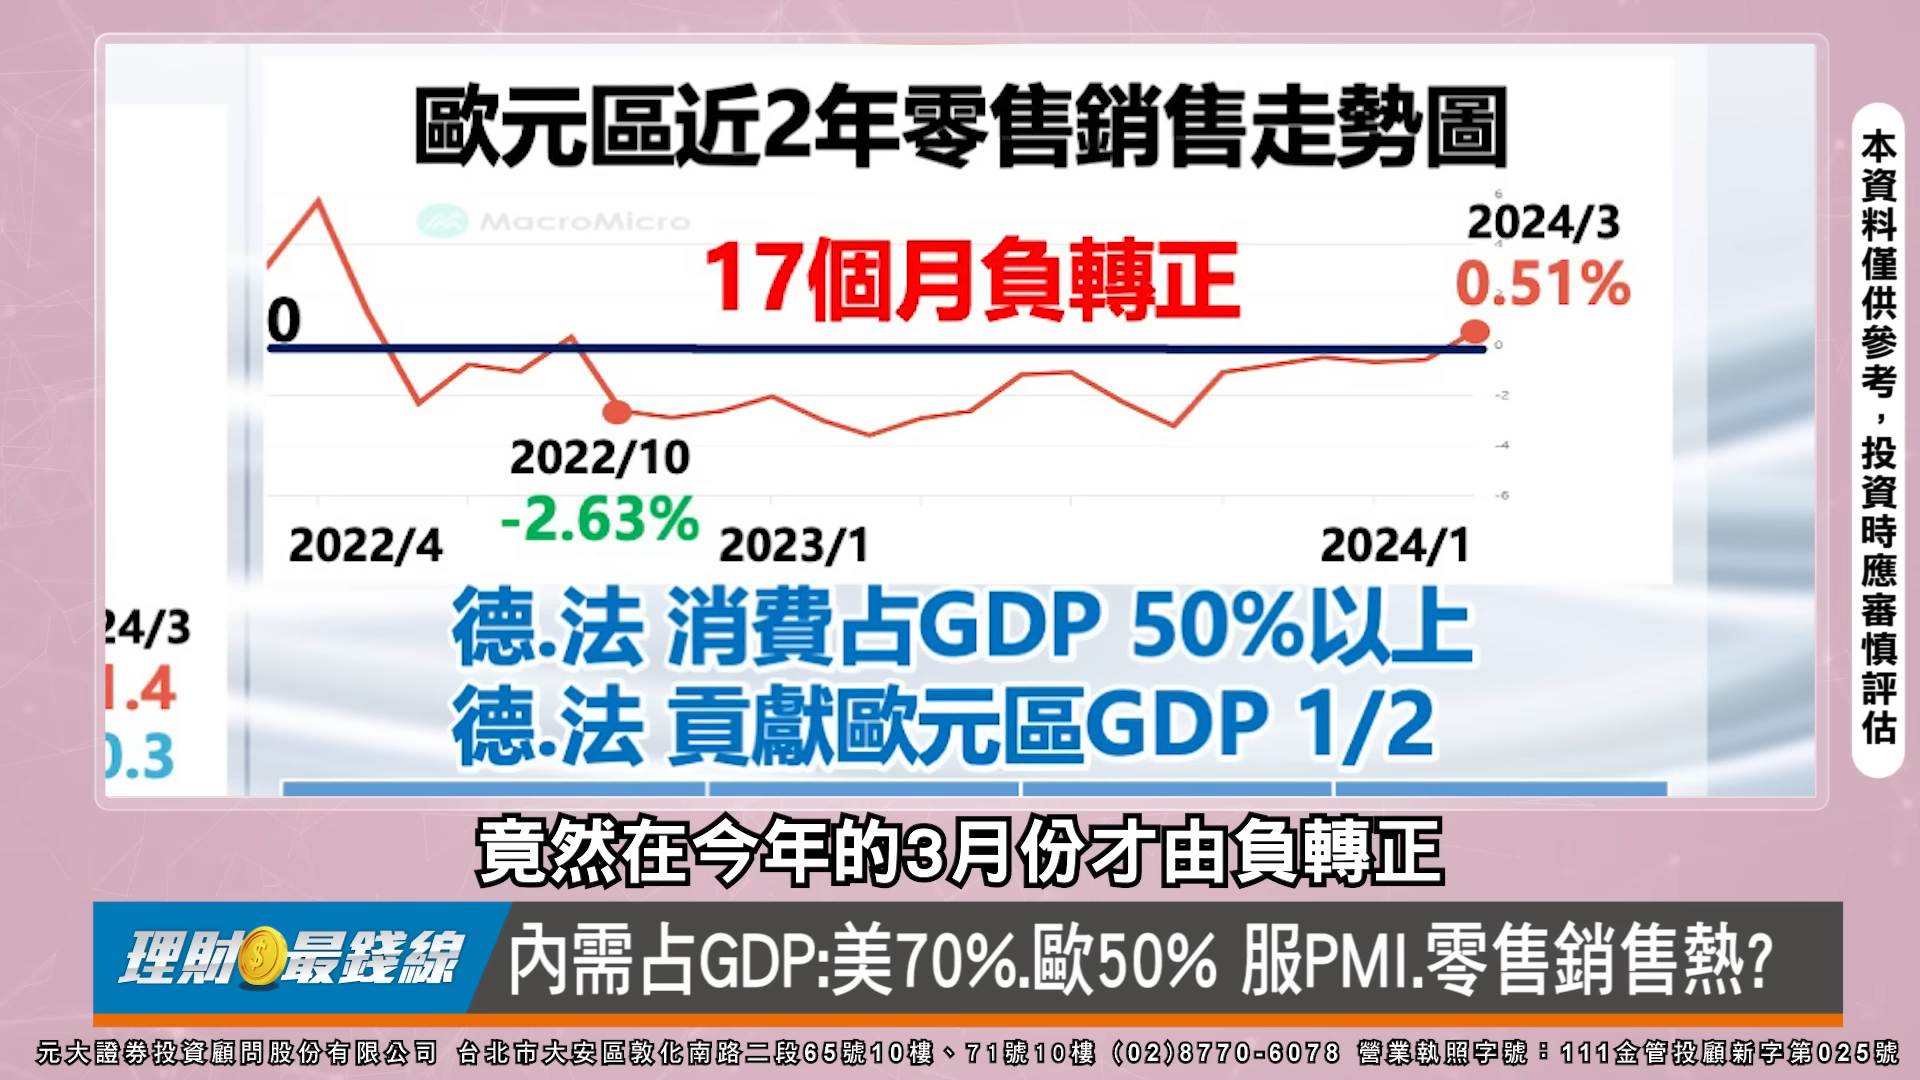 歐元區近2年零售銷售走勢圖
MacroMicro
17個月負轉正
2024/3
0.51%
0
6
4
2
0
-2
-4
-6
2022/10
-2.63%
2022/4
2023/1
2024/1
24/3
1.4
0.3
德.法 消費占GDP 50%以上
德.法 貢獻歐元區GDP 1/2
本資料僅供參考，投資時應審慎評估
竟然在今年的3月份才由負轉正
理財最錢線
內需占GDP:美70%.歐50% 服PMI.零售銷售熱?
元大證券投資顧問股份有限公司 台北市大安區敦化南路二段65號10樓、71號10樓 (02)8770-6078 營業執照字號：111金管投顧新字第025號